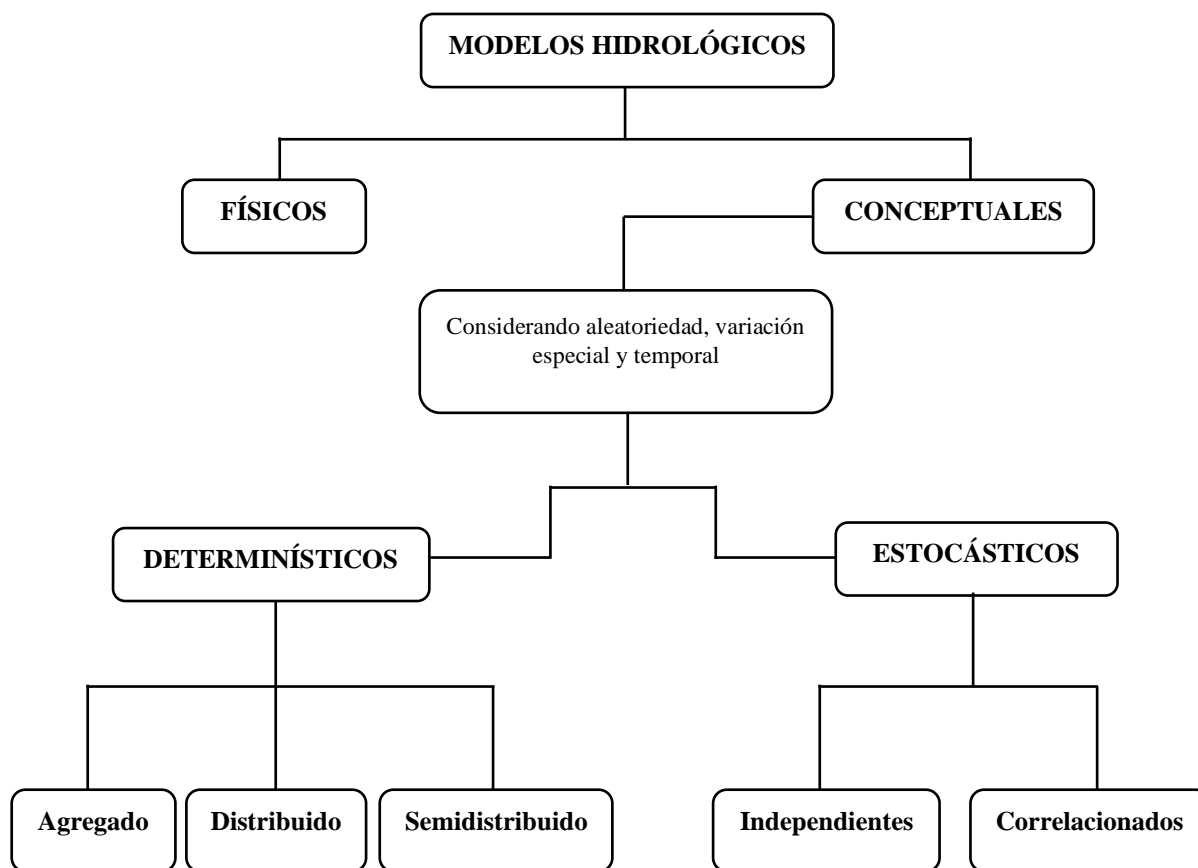 MODELOS HIDROLÓGICOS
FÍSICOS
CONCEPTUALES
Considerando aleatoriedad, variación
especial y temporal
DETERMINÍSTICOS
ESTOCÁSTICOS
Agregado
Distribuido
Semidistribuido
Independientes
Correlacionados